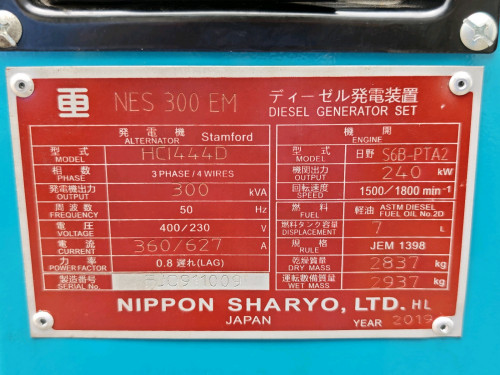 NES 300 EM
ディーゼル発電装置
DIESEL GENERATOR SET
発電機
ALTERNATOR Stamford
型式 MODEL HCI444D
相数 PHASE 3 PHASE/4 WIRES
発電機出力 OUTPUT 300 kVA
周波数 FREQUENCY 50 Hz
電圧 VOLTAGE 400/230 V
電流 CURRENT 360/627 A
力率 POWER FACTOR 0.8 遅れ(LAG)
製造番号 SERIAL No.
機関
ENGINE
型式 MODEL 日野 S6B-PTA2
機関出力 OUTPUT 240 kW
回転速度 SPEED 1500/1800 min⁻¹
燃料 FUEL 軽油 ASTM DIESEL FUEL OIL No.2D
燃料タンク容量 DISPLACEMENT 7 L
規格 RULE JEM 1398
乾燥質量 DRY MASS 2837 kg
運転整備質量 WET MASS 2937 kg
NIPPON SHARYO, LTD. HL
JAPAN
YEAR 2019